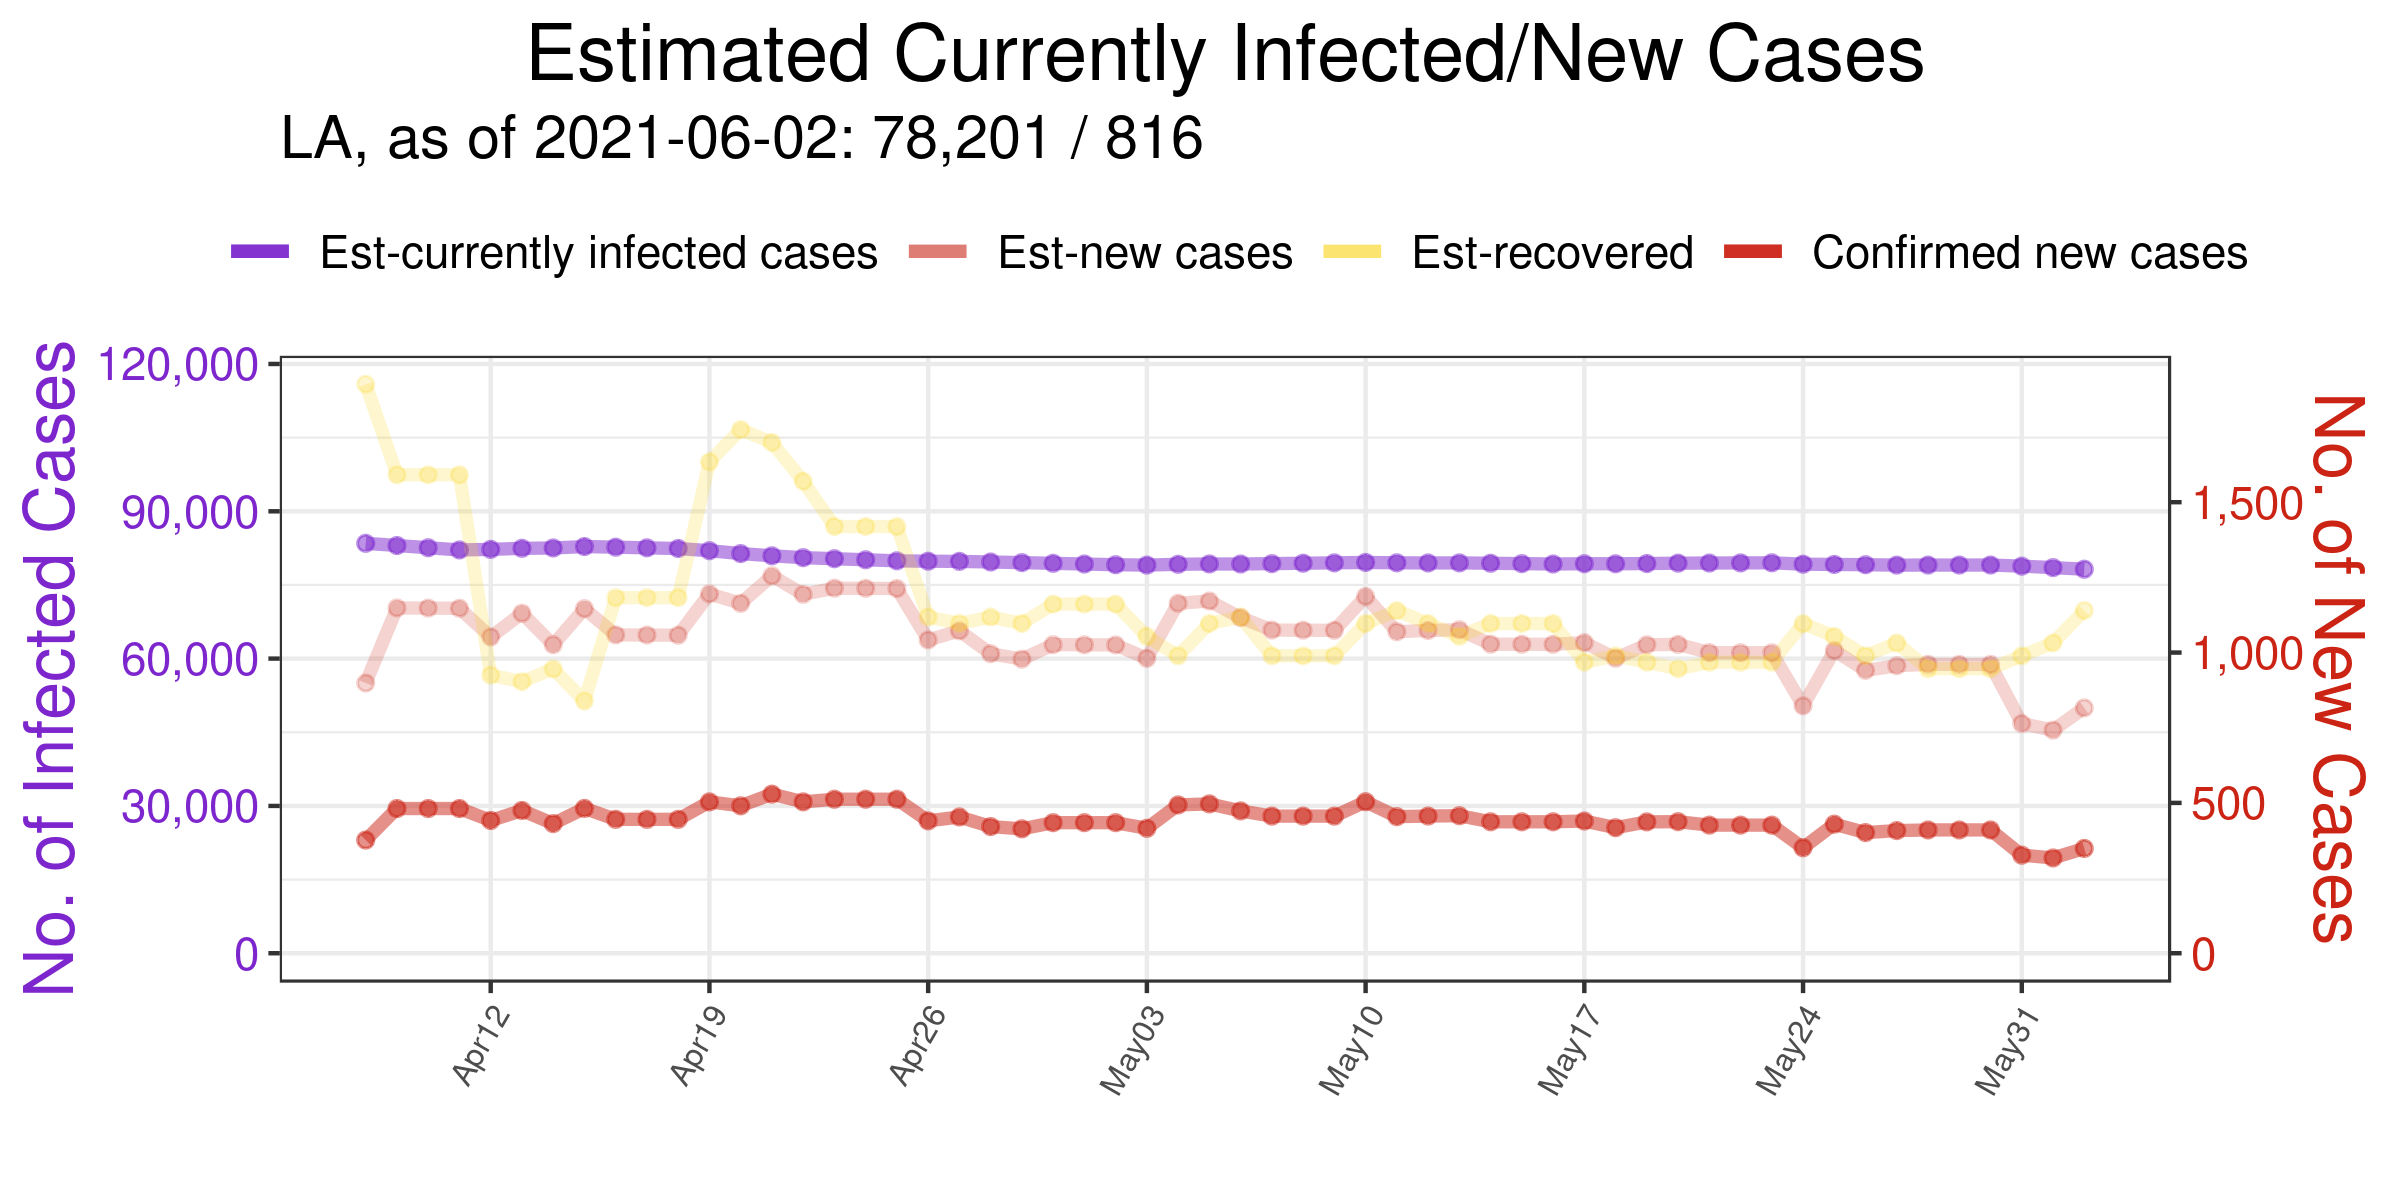 Estimated Currently Infected/New Cases
LA, as of 2021-06-02: 78,201 / 816
Est-currently infected cases Est-new cases Est-recovered Confirmed new cases
No. of Infected Cases
120,000
90,000
60,000
30,000
0
1,500
1,000
500
0
No. of New Cases
Apr12 Apr19 Apr26 May03 May10 May17 May24 May31